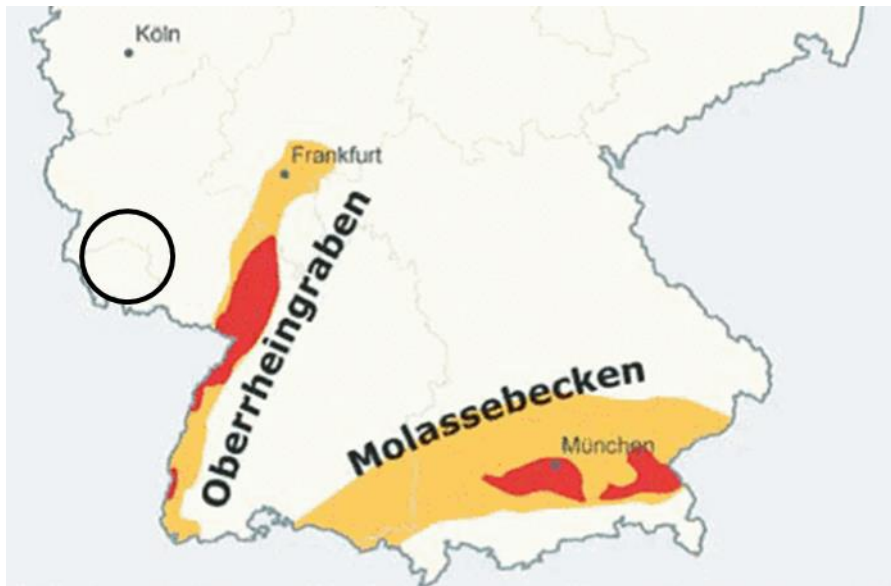 Köln
Frankfurt
Oberrheingraben
Molassebecken
München